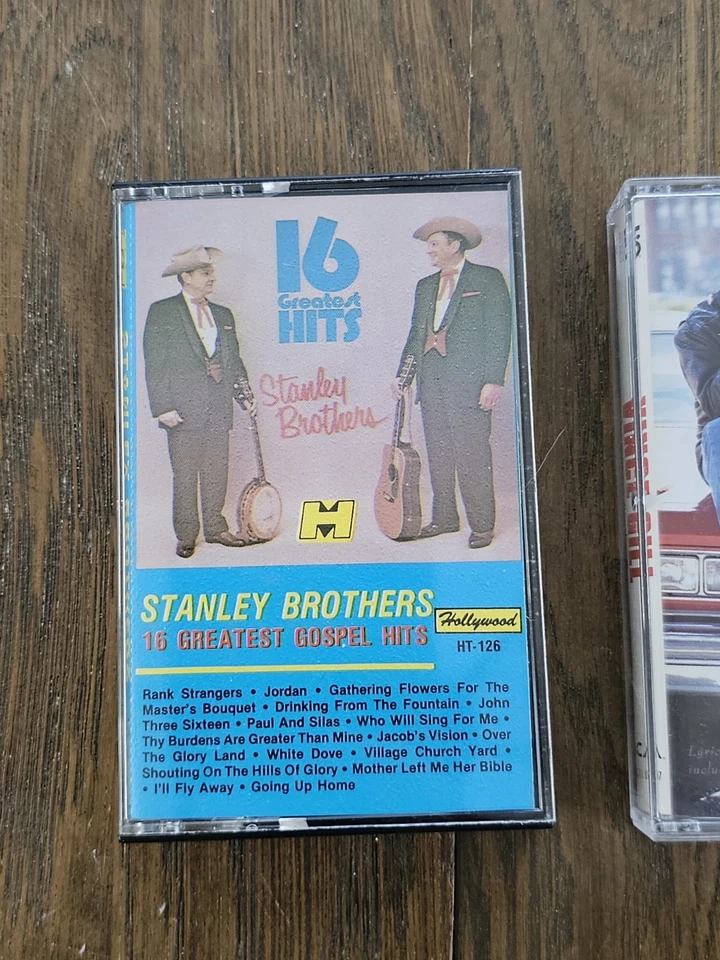 16
Greatest
HITS
Stanley
Brothers
H
STANLEY BROTHERS
16 GREATEST GOSPEL HITS
Hollywood
HT-126
Rank Strangers • Jordan • Gathering Flowers For The
Master's Bouquet • Drinking From The Fountain • John
Three Sixteen • Paul And Silas • Who Will Sing For Me •
Thy Burdens Are Greater Than Mine • Jacob's Vision • Over
The Glory Land • White Dove • Village Church Yard •
Shouting On The Hills Of Glory • Mother Left Me Her Bible
• I'll Fly Away • Going Up Home
VINCE GILL